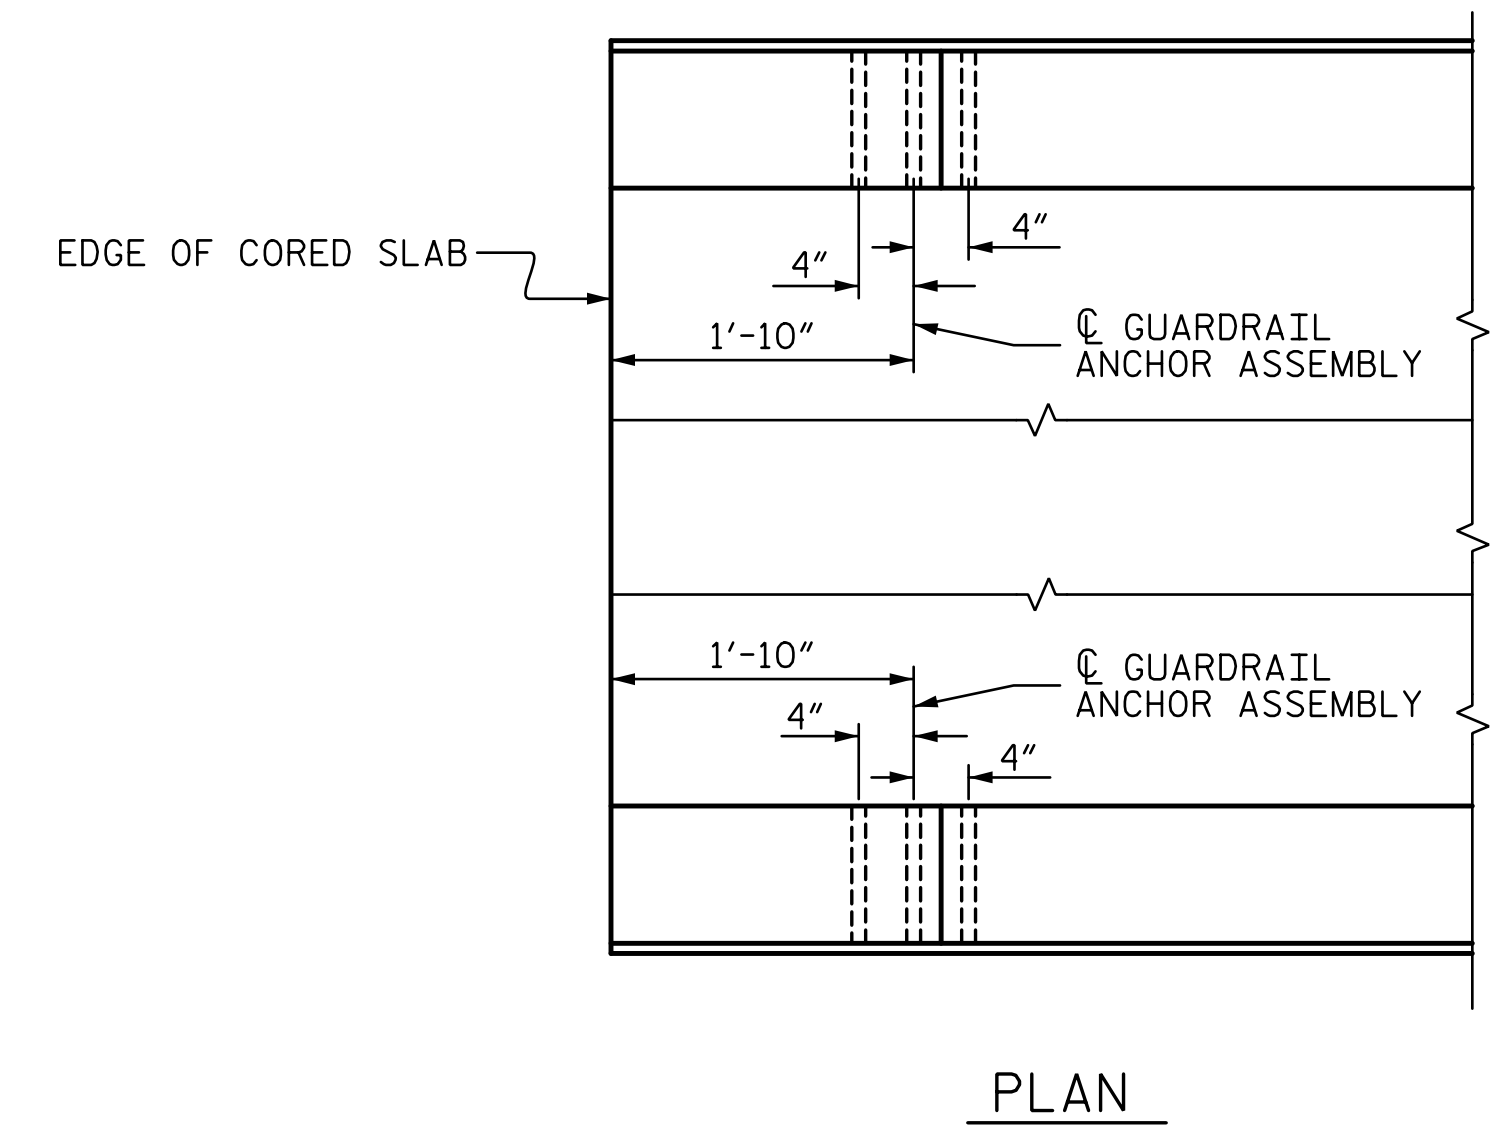 4"
EDGE OF CORED SLAB
4"
1'-10"
℄ GUARDRAIL
ANCHOR ASSEMBLY
1'-10"
℄ GUARDRAIL
ANCHOR ASSEMBLY
4"
4"
PLAN